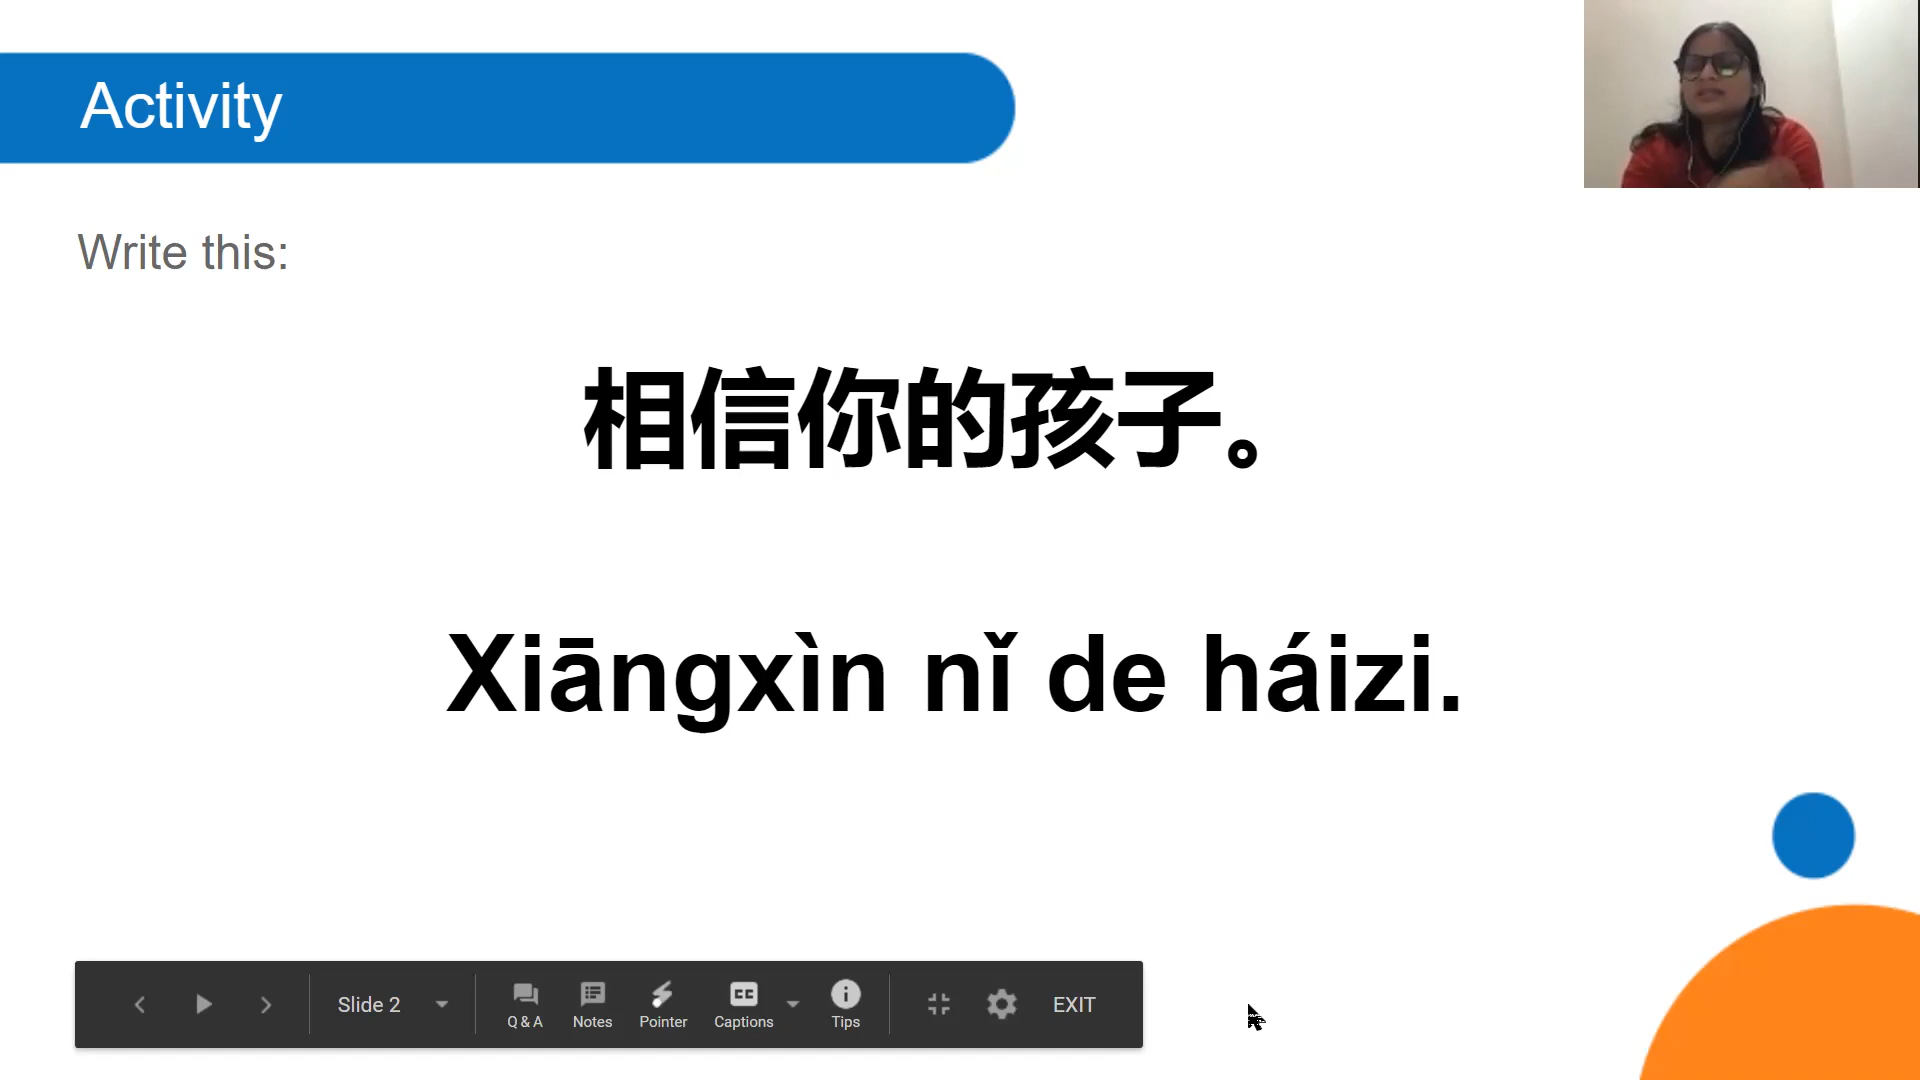 Activity
Write this:
相信你的孩子。
Xiāngxìn nǐ de háizi.
Slide 2
Q & A
Notes
Pointer
Captions
Tips
EXIT